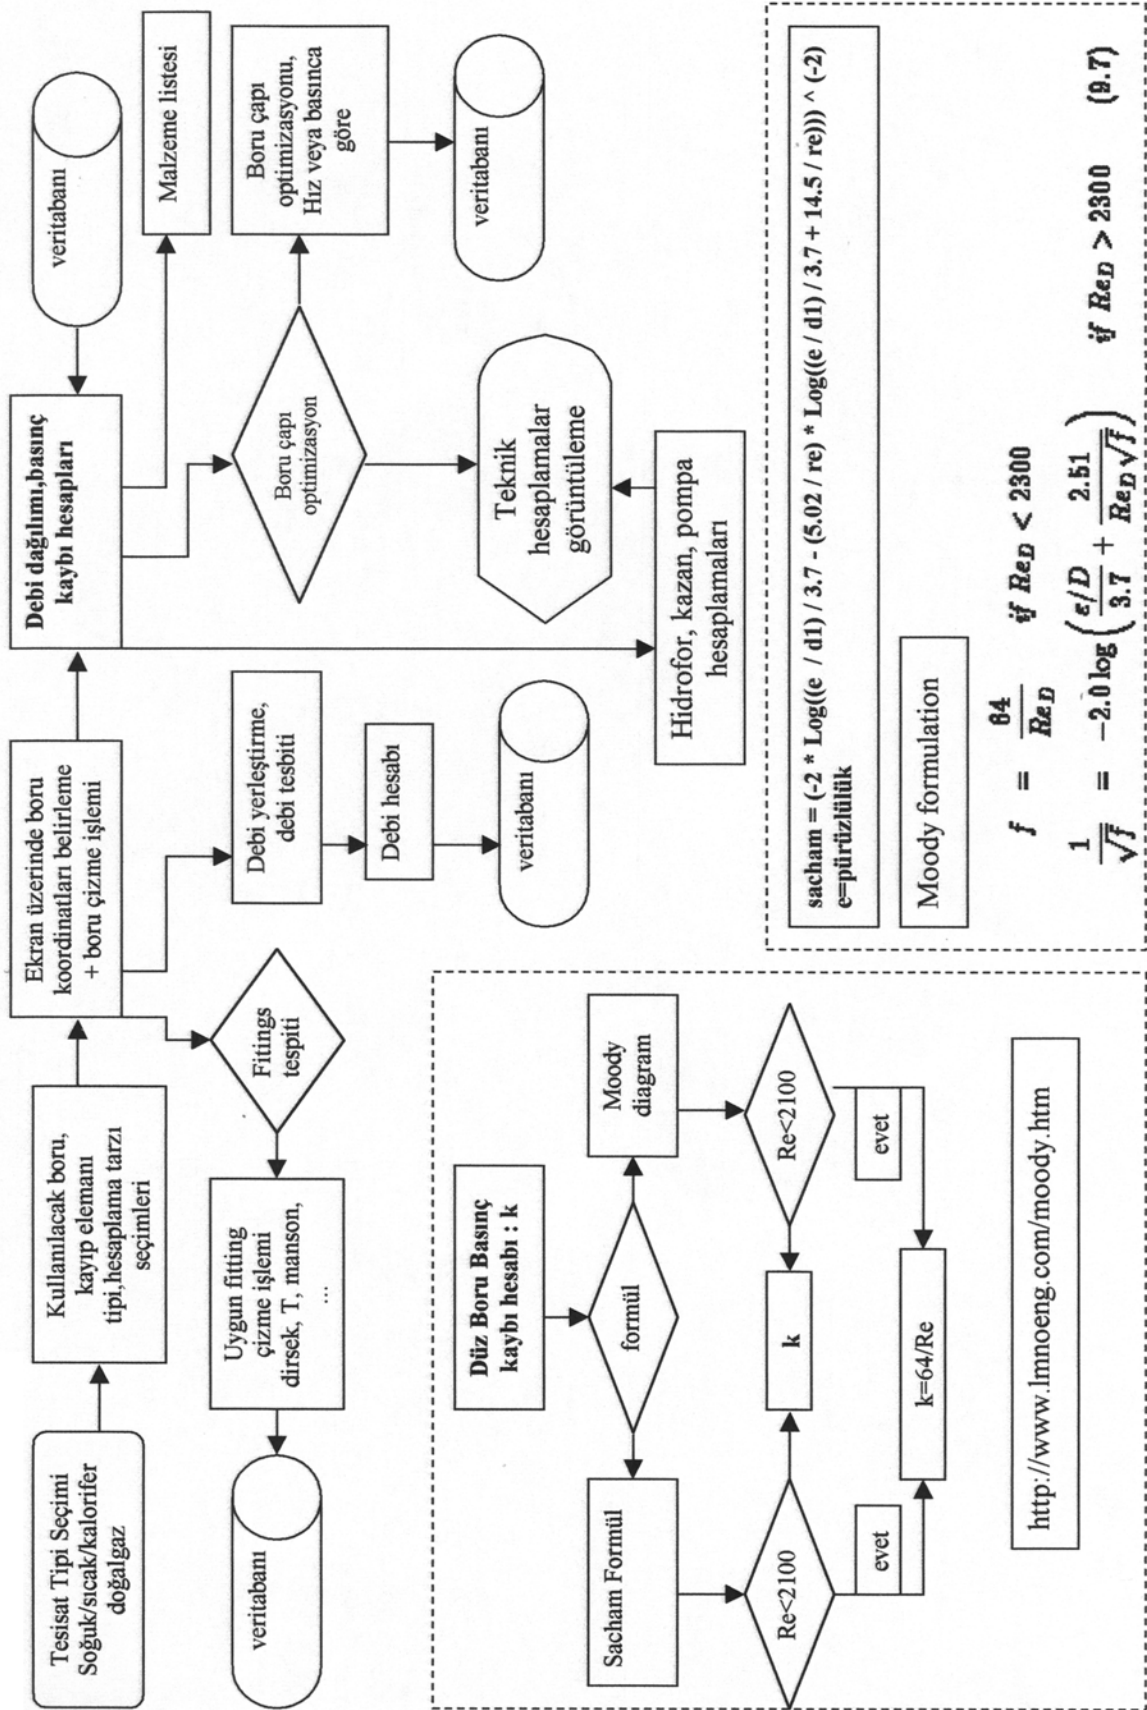 Tesisat Tipi Seçimi
Soğuk/sıcak/kalorifer
doğalgaz
Kullanılacak boru,
kayıp elemanı
tipi,hesaplama tarzı
seçimleri
Ekran üzerinde boru
koordinatları belirleme
+ boru çizme işlemi
Debi dağılımı,basınç
kaybı hesapları
veritabanı
Malzeme listesi
veritabanı
Uygun fitting
çizme işlemi
dirsek, T, manson,
...
Fitings
tespiti
Debi yerleştirme,
debi tesbiti
Debi hesabı
veritabanı
Boru çapı
optimizasyon
Boru çapı
optimizasyonu,
Hız veya basınca
göre
veritabanı
Teknik
hesaplamalar
görüntüleme
Hidrofor, kazan, pompa
hesaplamaları
Düz Boru Basınç
kaybı hesabı : k
formül
Sacham Formül
Moody
diagram
Re<2100
k
Re<2100
evet
evet
k=64/Re
http://www.lmnoeng.com/moody.htm
sacham = (-2 * Log((e / d1) / 3.7 - (5.02 / re) * Log((e / d1) / 3.7 + 14.5 / re))) ^ (-2)
e=pürüzlülük
Moody formulation
f = 64/Re_D if Re_D < 2300
1/√f = −2.0 log (ε/D/3.7 + 2.51/Re_D√f) if Re_D > 2300 (9.7)